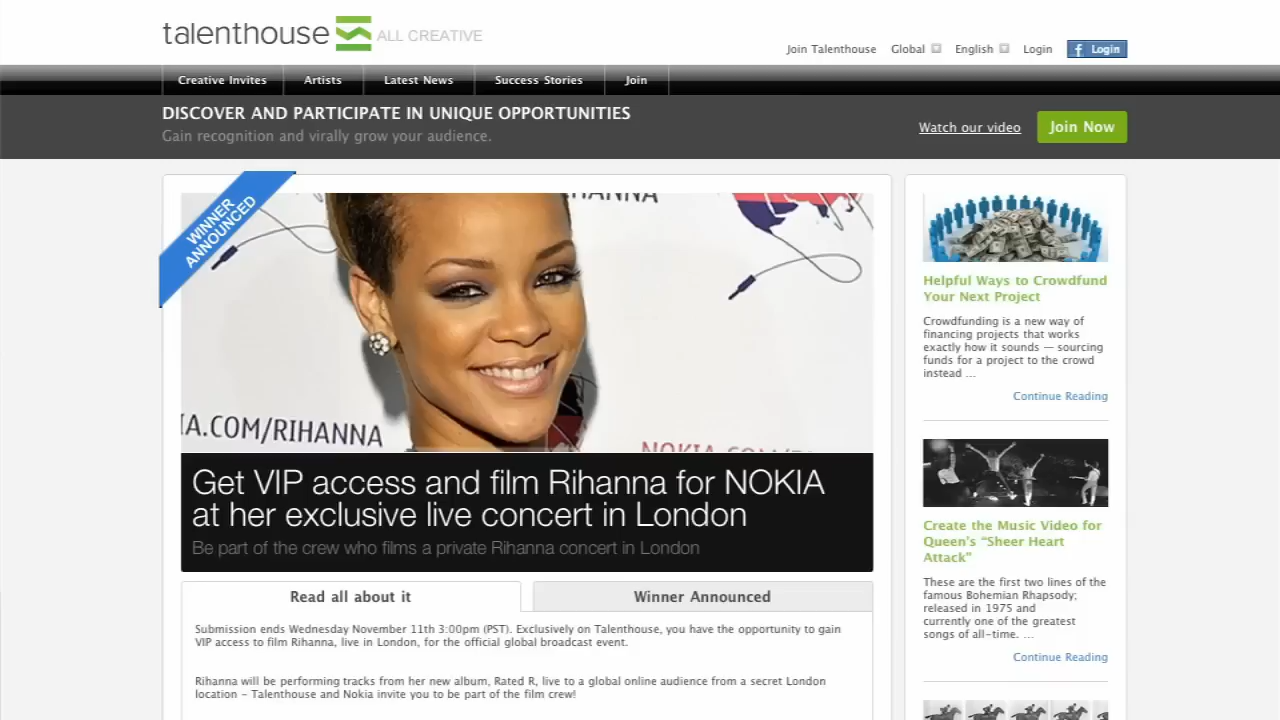 talenthouse ALL CREATIVE
Join Talenthouse Global English Login f Login
Creative Invites Artists Latest News Success Stories Join
DISCOVER AND PARTICIPATE IN UNIQUE OPPORTUNITIES
Gain recognition and virally grow your audience.
Watch our video Join Now
WINNER
ANNOUNCED
HANNA
RIHANNA
IA.COM/RIHANNA
NOKIA.COM/
Get VIP access and film Rihanna for NOKIA
at her exclusive live concert in London
Be part of the crew who films a private Rihanna concert in London
Read all about it Winner Announced
Submission ends Wednesday November 11th 3:00pm (PST). Exclusively on Talenthouse, you have the opportunity to gain
VIP access to film Rihanna, live in London, for the official global broadcast event.
Rihanna will be performing tracks from her new album, Rated R, live to a global online audience from a secret London
location - Talenthouse and Nokia invite you to be part of the film crew!
Helpful Ways to Crowdfund
Your Next Project
Crowdfunding is a new way of
financing projects that works
exactly how it sounds — sourcing
funds for a project to the crowd
instead ...
Continue Reading
Create the Music Video for
Queen's “Sheer Heart
Attack”
These are the first two lines of the
famous Bohemian Rhapsody;
released in 1975 and
currently one of the greatest
songs of all-time. ...
Continue Reading